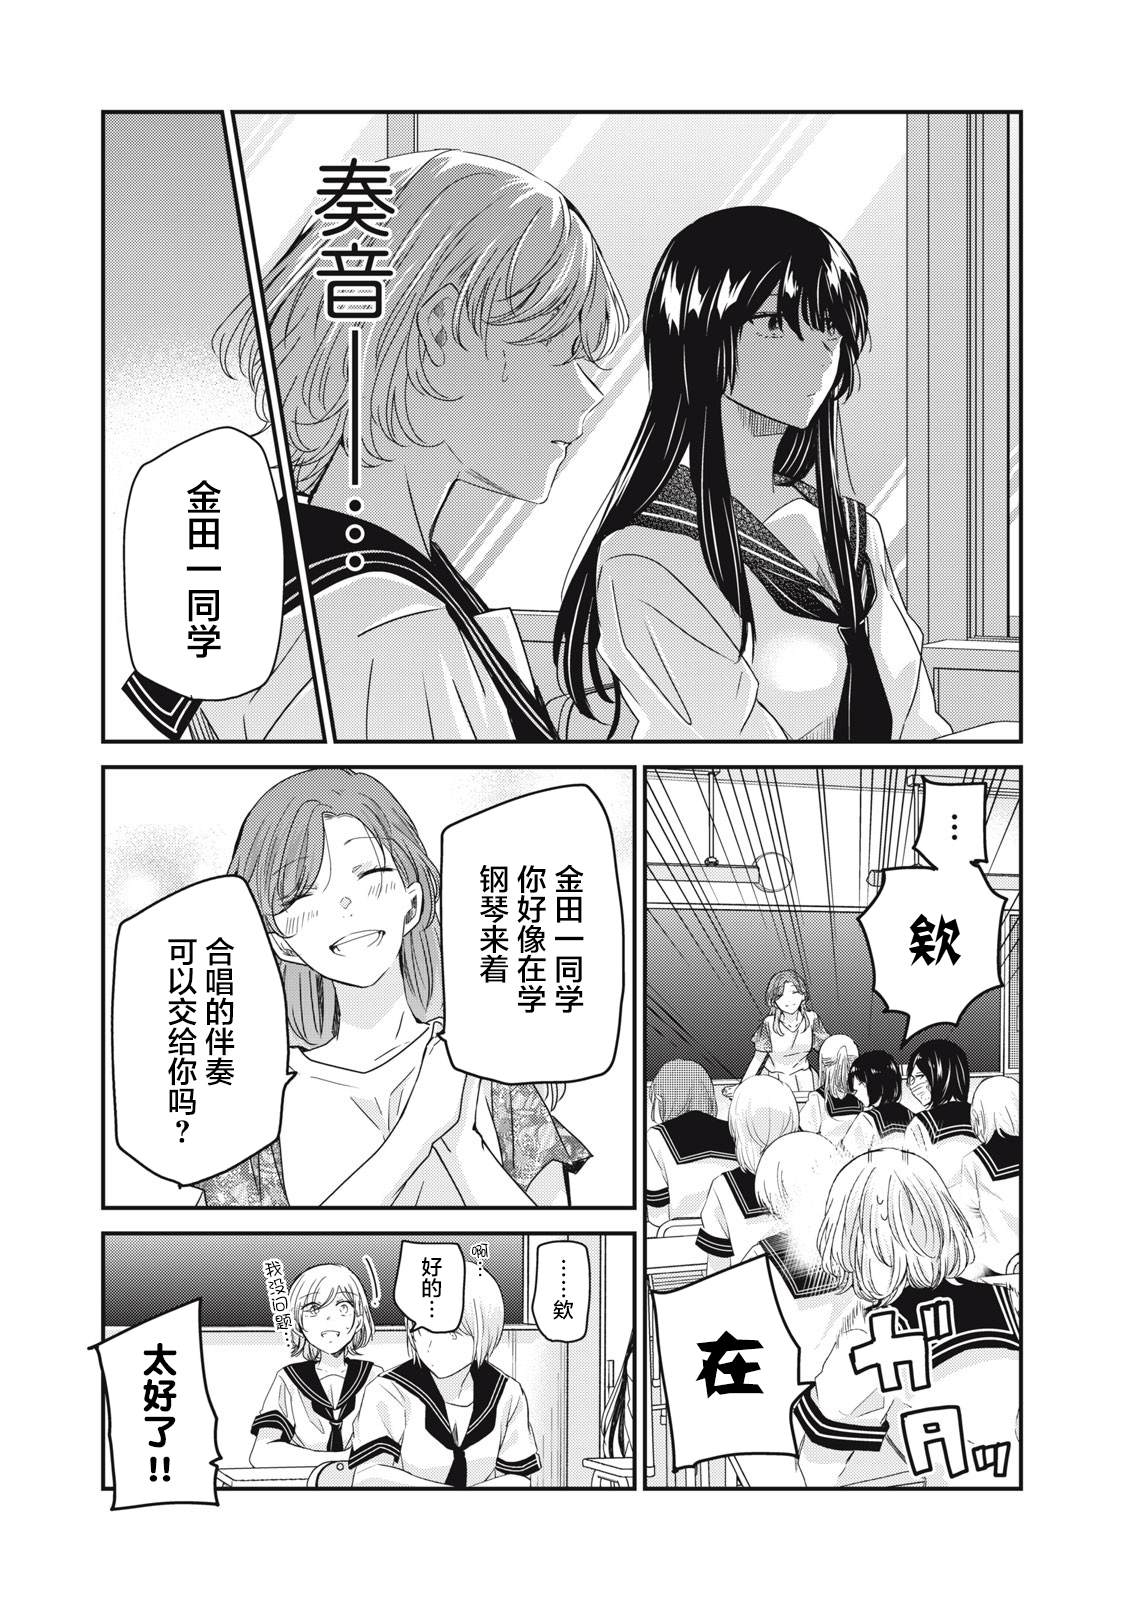 奏音——…
金田一同学
…
欸
在
ガタッ
金田一同学
你好像在学
钢琴来着
合唱的伴奏
可以交给你吗？
……欸
啊…
好的…
我没问题…
太好了！！